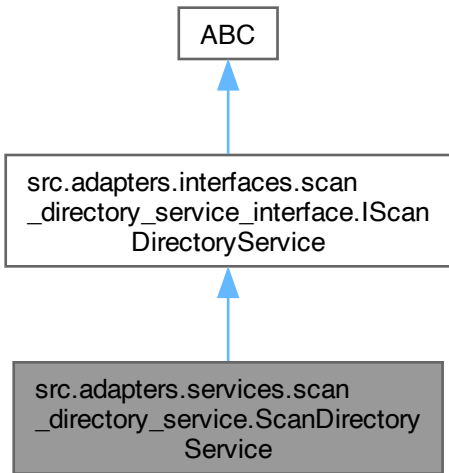 ABC
src.adapters.interfaces.scan
_directory_service_interface.IScan
DirectoryService
src.adapters.services.scan
_directory_service.ScanDirectory
Service